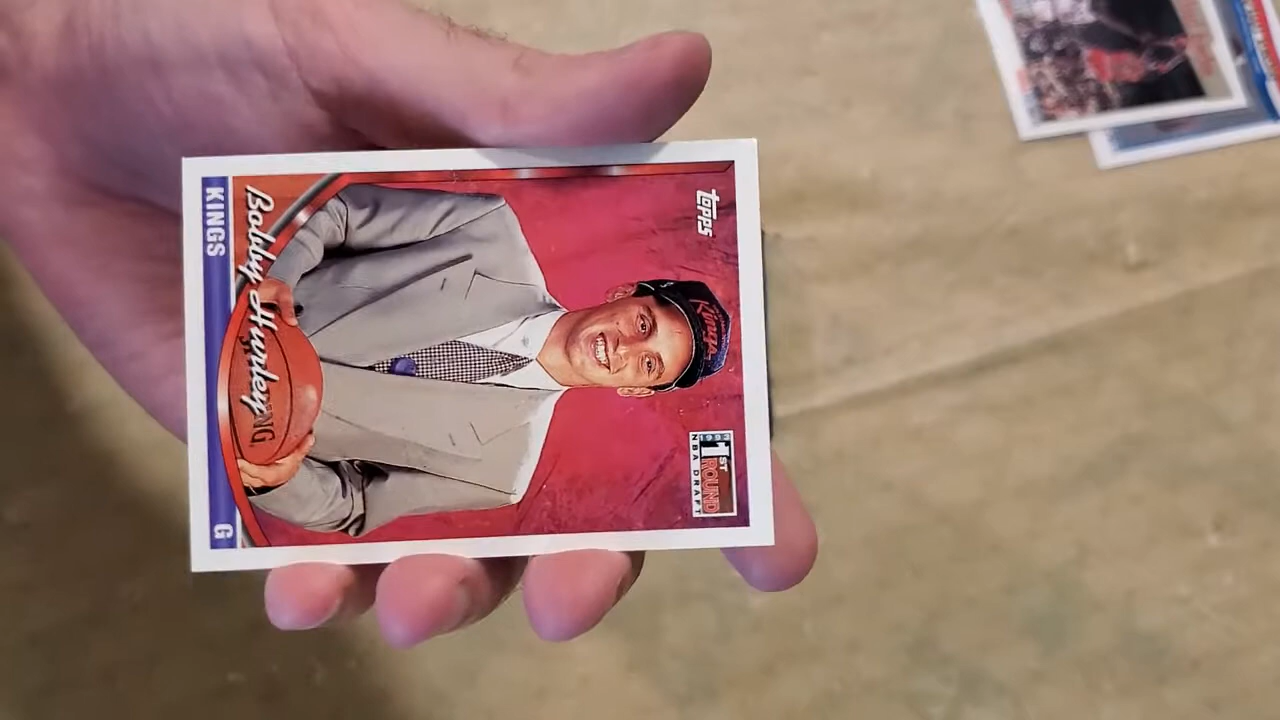 topps
1ST
ROUND
NBA DRAFT
Kings
Bobby Hurley
KINGS
G